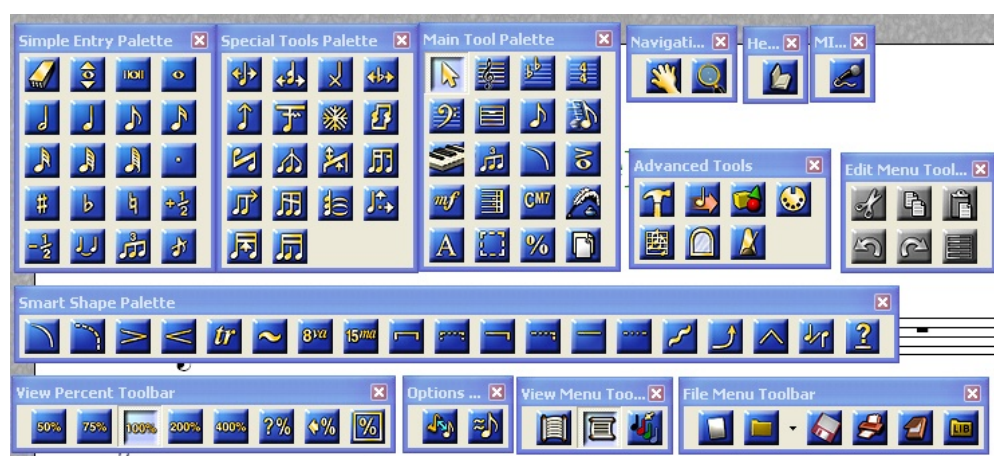 Simple Entry Palette
Special Tools Palette
Main Tool Palette
Navigati...
He...
MI...
mf
CM7
A
%
+½
-½
3
3
Advanced Tools
Edit Menu Tool...
Smart Shape Palette
tr
8va
15ma
?
View Percent Toolbar
50%
75%
100%
200%
400%
?%
%
%
Options ...
View Menu Too...
File Menu Toolbar
LIB